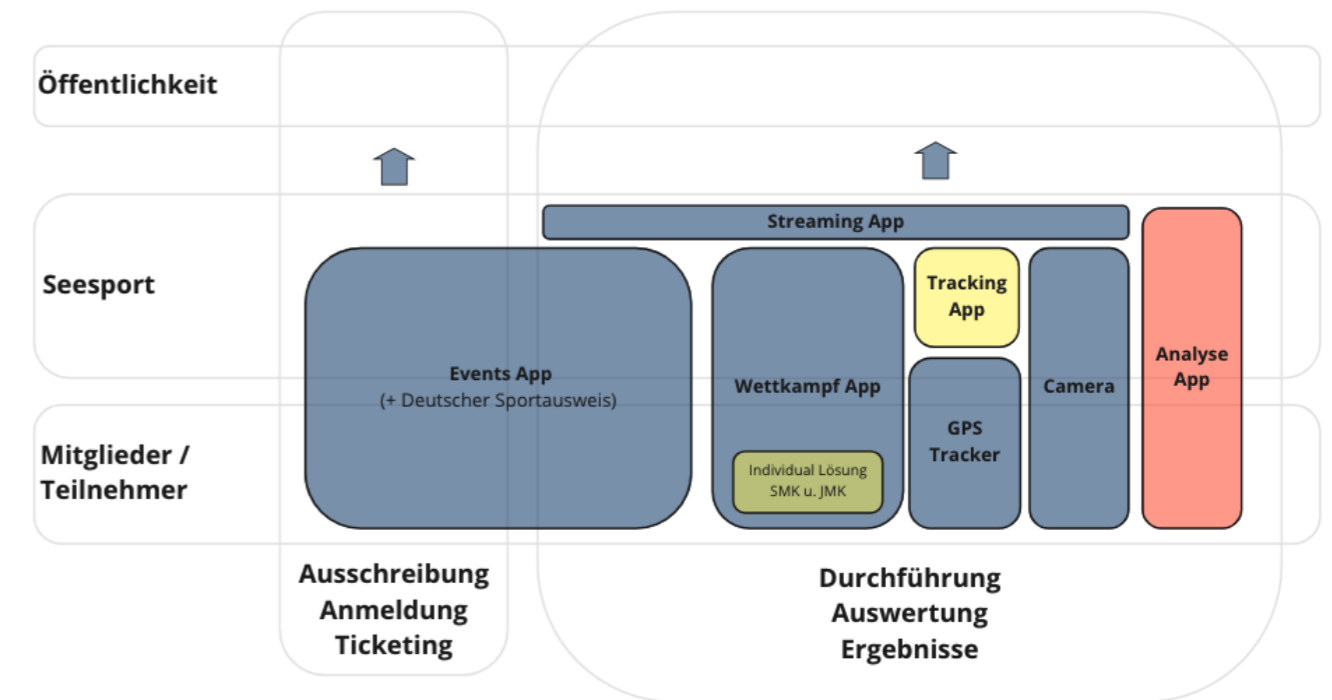 Öffentlichkeit
Streaming App
Seesport
Tracking
App
Events App
(+ Deutscher Sportausweis)
Wettkampf App
Camera
Analyse
App
GPS
Tracker
Mitglieder /
Teilnehmer
Individual Lösung
SMK u. JMK
Ausschreibung
Anmeldung
Ticketing
Durchführung
Auswertung
Ergebnisse